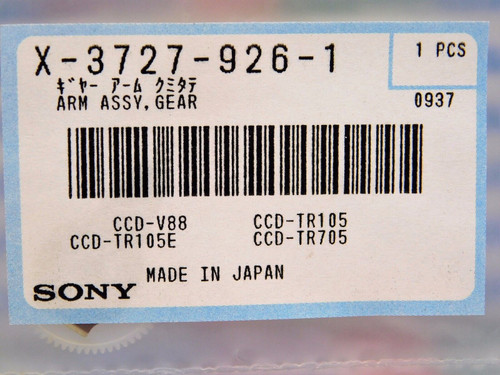 X-3727-926-1
1 PCS
ｷﾞﾔｰ ｱｰﾑ ｸﾐﾀﾃ
ARM ASSY,GEAR
0937
CCD-V88 CCD-TR105
CCD-TR105E CCD-TR705
MADE IN JAPAN
SONY